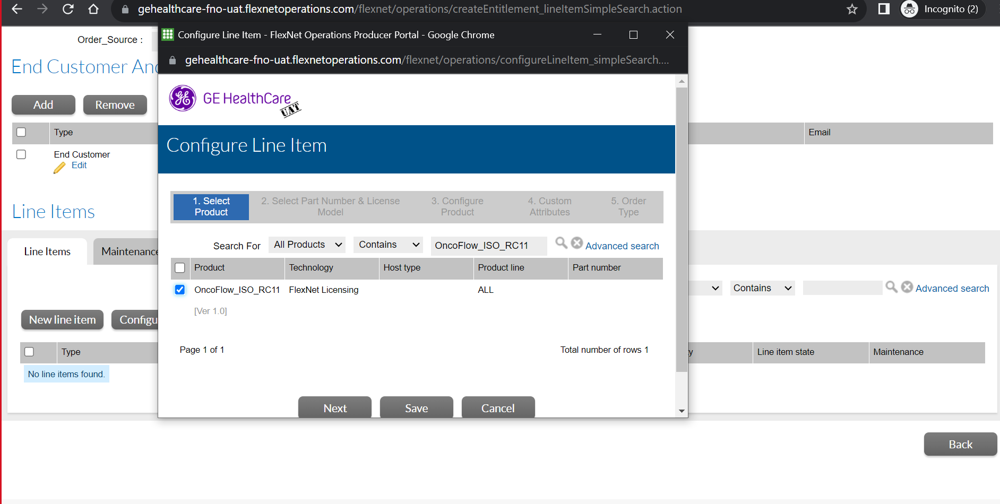 gehealthcare-fno-uat.flexnetoperations.com/flexnet/operations/createEntitlement_lineItemSimpleSearch.action
Incognito (2)
Order_Source :
End Customer And
Add
Remove
Type
Email
End Customer
Edit
Line Items
Line Items
Maintenance
Contains
Advanced search
New line item
Configu
Type
ty
Line item state
Maintenance
No line items found.
Back
Configure Line Item - FlexNet Operations Producer Portal - Google Chrome
gehealthcare-fno-uat.flexnetoperations.com/flexnet/operations/configureLineItem_simpleSearch....
GE HealthCare
UAT
Configure Line Item
1. Select Product
2. Select Part Number & License Model
3. Configure Product
4. Custom Attributes
5. Order Type
Search For
All Products
Contains
OncoFlow_ISO_RC11
Advanced search
Product
Technology
Host type
Product line
Part number
OncoFlow_ISO_RC11
FlexNet Licensing
ALL
[Ver 1.0]
Page 1 of 1
Total number of rows 1
Next
Save
Cancel